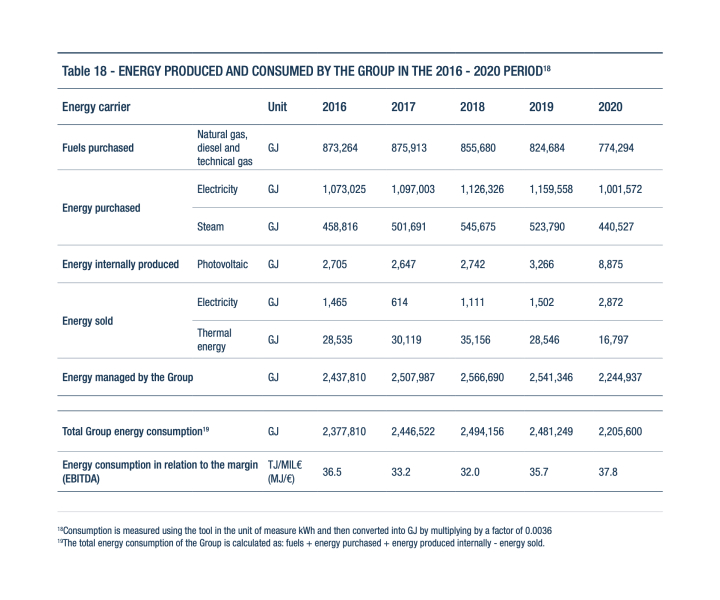 Table 18 - ENERGY PRODUCED AND CONSUMED BY THE GROUP IN THE 2016 - 2020 PERIOD¹⁸
Energy carrier Unit 2016 2017 2018 2019 2020
Fuels purchased Natural gas, diesel and technical gas GJ 873,264 875,913 855,680 824,684 774,294
Energy purchased
Electricity GJ 1,073,025 1,097,003 1,126,326 1,159,558 1,001,572
Steam GJ 458,816 501,691 545,675 523,790 440,527
Energy internally produced Photovoltaic GJ 2,705 2,647 2,742 3,266 8,875
Energy sold
Electricity GJ 1,465 614 1,111 1,502 2,872
Thermal energy GJ 28,535 30,119 35,156 28,546 16,797
Energy managed by the Group GJ 2,437,810 2,507,987 2,566,690 2,541,346 2,244,937
Total Group energy consumption¹⁹ GJ 2,377,810 2,446,522 2,494,156 2,481,249 2,205,600
Energy consumption in relation to the margin (EBITDA) TJ/MIL€ (MJ/€) 36.5 33.2 32.0 35.7 37.8
¹⁸Consumption is measured using the tool in the unit of measure kWh and then converted into GJ by multiplying by a factor of 0.0036
¹⁹The total energy consumption of the Group is calculated as: fuels + energy purchased + energy produced internally - energy sold.